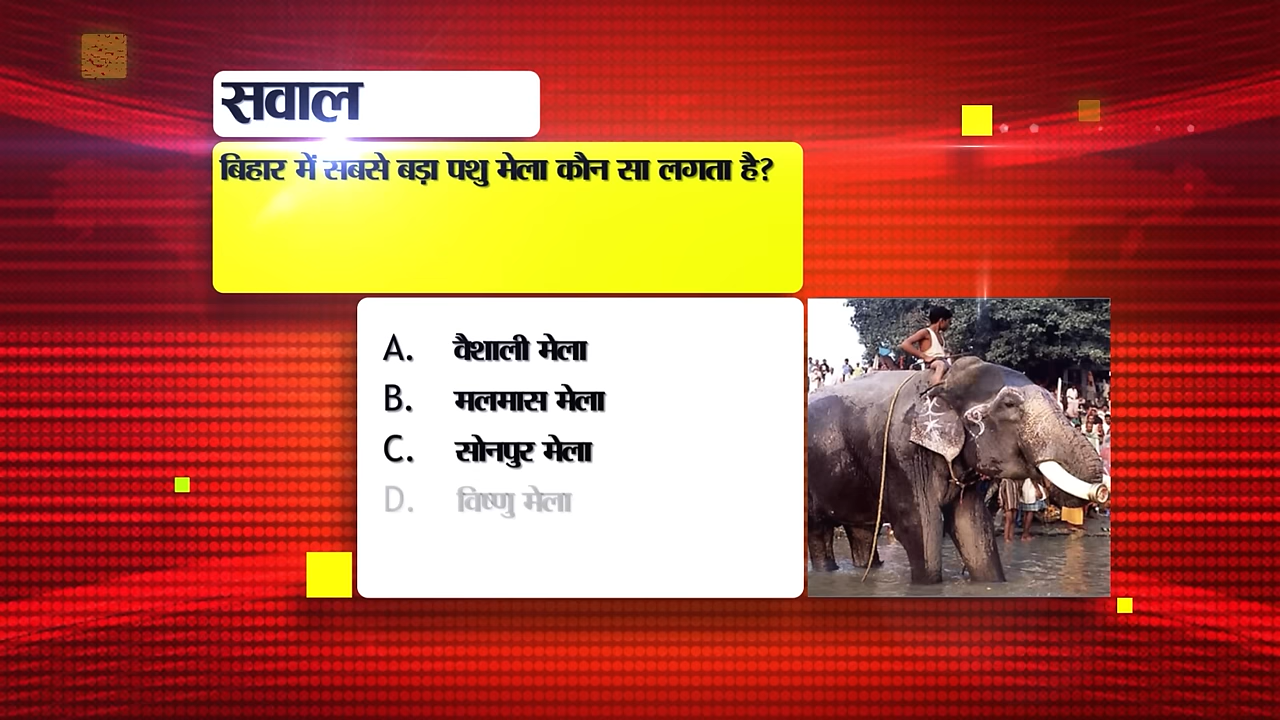 सवाल
बिहार में सबसे बड़ा पशु मेला कौन सा लगता है?
A. वैशाली मेला
B. मलमास मेला
C. सोनपुर मेला
D. विष्णु मेला